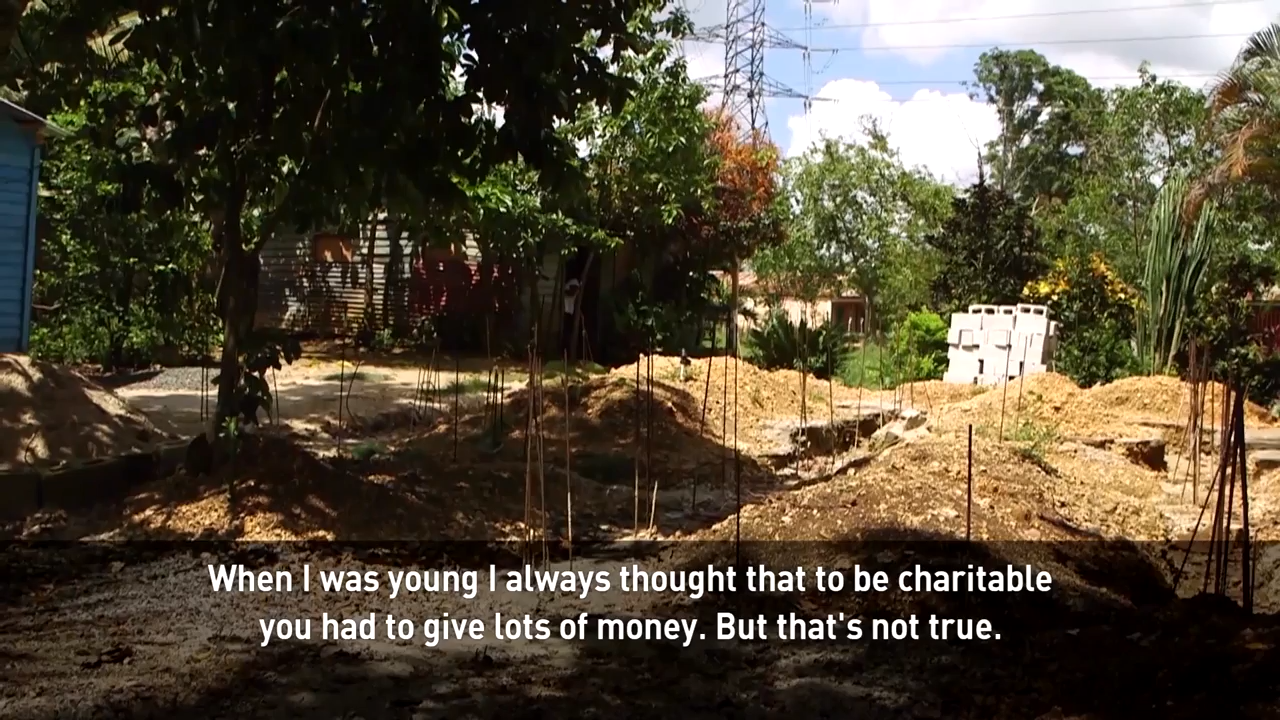 When I was young I always thought that to be charitable
you had to give lots of money. But that's not true.